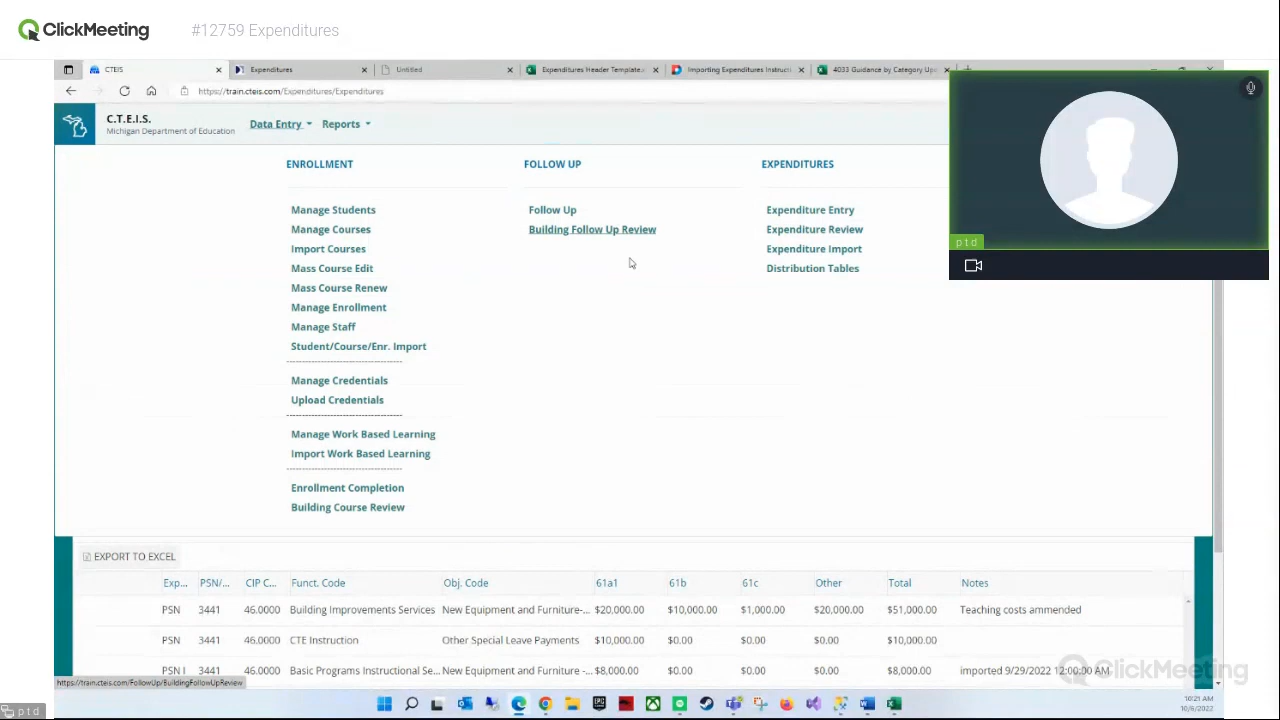 ClickMeeting #12759 Expenditures
CTEIS Expenditures Untitled Expenditures Header Template. Importing Expenditures Instructi 4033 Guidance by Category Up
https://train.cteis.com/Expenditures/Expenditures
C.T.E.I.S.
Michigan Department of Education
Data Entry Reports
ENROLLMENT FOLLOW UP EXPENDITURES
Manage Students Follow Up Expenditure Entry
Manage Courses Building Follow Up Review Expenditure Review
Import Courses Expenditure Import
Mass Course Edit Distribution Tables
Mass Course Renew
Manage Enrollment
Manage Staff
Student/Course/Enr. Import
Manage Credentials
Upload Credentials
Manage Work Based Learning
Import Work Based Learning
Enrollment Completion
Building Course Review
ptd
EXPORT TO EXCEL
Exp... PSN/... CIP C... Funct. Code Obj. Code 61a1 61b 61c Other Total Notes
PSN 3441 46.0000 Building Improvements Services New Equipment and Furniture-... $20,000.00 $10,000.00 $1,000.00 $20,000.00 $51,000.00 Teaching costs ammended
PSN 3441 46.0000 CTE Instruction Other Special Leave Payments $10,000.00 $0.00 $0.00 $0.00 $10,000.00
PSN I 3441 46.0000 Basic Programs Instructional Se... New Equipment and Furniture -... $8,000.00 $0.00 $0.00 $0.00 $8,000.00 imported 9/29/2022 12:00:00 AM
ClickMeeting
https://train.cteis.com/FollowUp/BuildingFollowUpReview
10:21 AM
10/6/2022
ptd